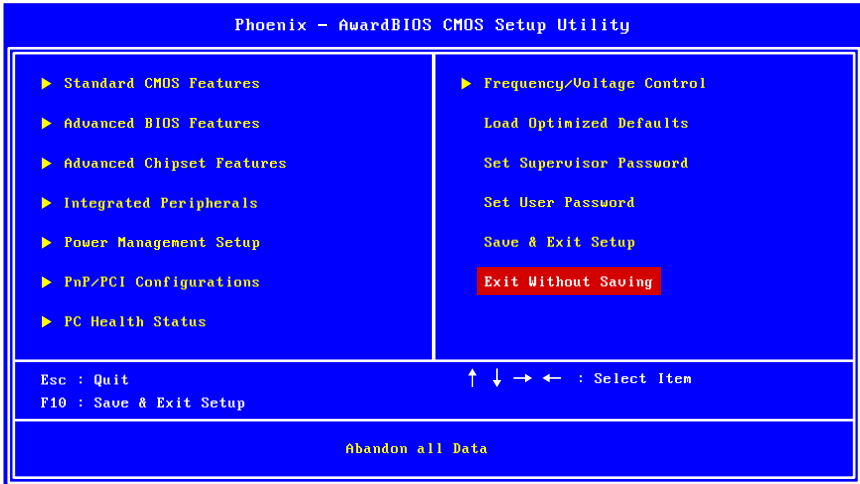 Phoenix - AwardBIOS CMOS Setup Utility
Standard CMOS Features
Advanced BIOS Features
Advanced Chipset Features
Integrated Peripherals
Power Management Setup
PnP/PCI Configurations
PC Health Status
Frequency/Voltage Control
Load Optimized Defaults
Set Supervisor Password
Set User Password
Save & Exit Setup
Exit Without Saving
Esc : Quit
F10 : Save & Exit Setup
↑ ↓ → ← : Select Item
Abandon all Data